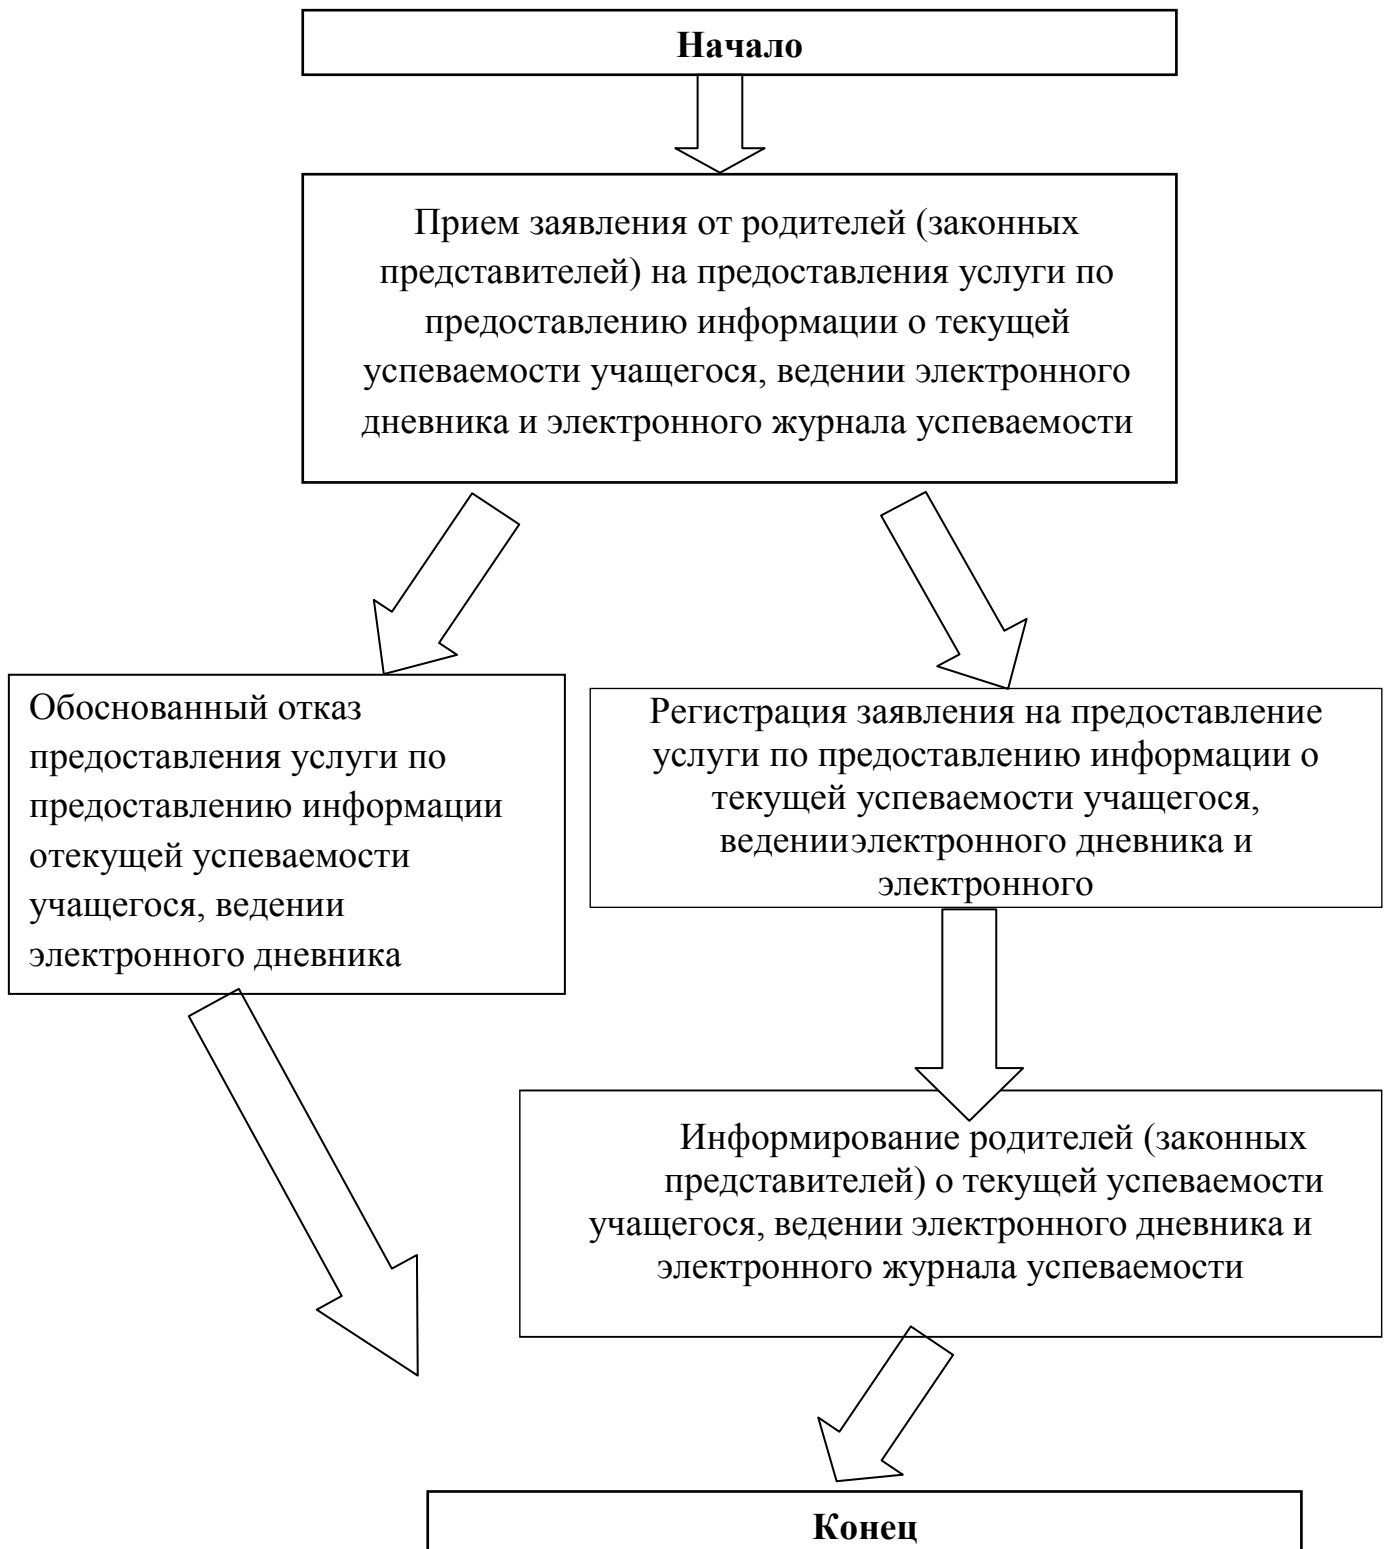 Начало
Прием заявления от родителей (законных
представителей) на предоставления услуги по
предоставлению информации о текущей
успеваемости учащегося, ведении электронного
дневника и электронного журнала успеваемости
Обоснованный отказ
предоставления услуги по
предоставлению информации
отекущей успеваемости
учащегося, ведении
электронного дневника
Регистрация заявления на предоставление
услуги по предоставлению информации о
текущей успеваемости учащегося,
веденииэлектронного дневника и
электронного
Информирование родителей (законных
представителей) о текущей успеваемости
учащегося, ведении электронного дневника и
электронного журнала успеваемости
Конец